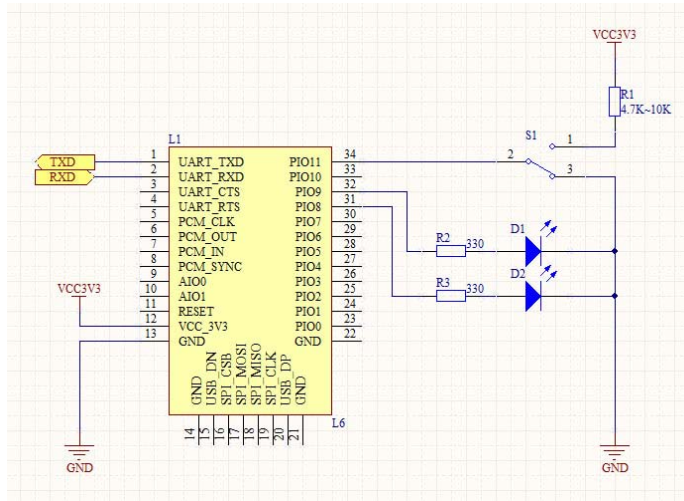 VCC3V3
R1
4.7K~10K
S1
1
2
3
L1
TXD
RXD
1 UART_TXD PIO11 34
2 UART_RXD PIO10 33
3 UART_CTS PIO9 32
4 UART_RTS PIO8 31
5 PCM_CLK PIO7 30
6 PCM_OUT PIO6 29
7 PCM_IN PIO5 28
8 PCM_SYNC PIO4 27
9 AIO0 PIO3 26
10 AIO1 PIO2 25
11 RESET PIO1 24
12 VCC_3V3 PIO0 23
13 GND GND 22
R2 330 D1
R3 330 D2
VCC3V3
GND
USB_DN
SPI_CSB
SPI_MOSI
SPI_MISO
SPI_CLK
USB_DP
GND
14 15 16 17 18 19 20 21
L6
GND
GND